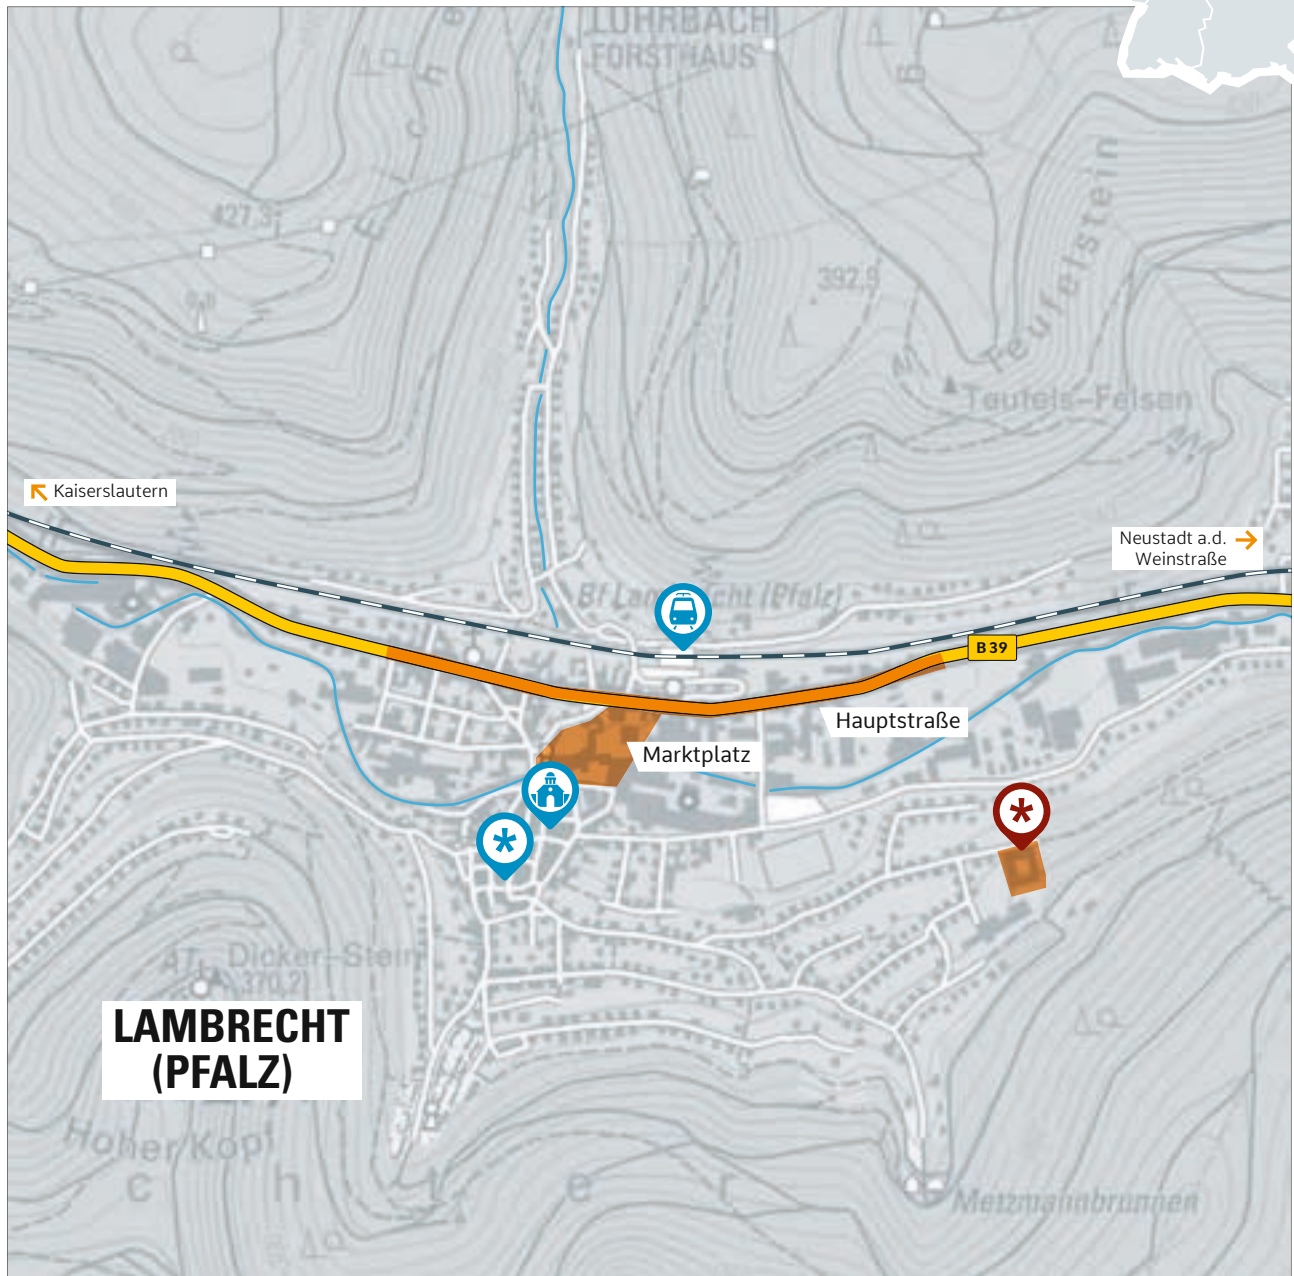 LUHRBACH
FORSTHAUS
427,3
392,9
Teufelstein
Teufels-Felsen
Kaiserslautern
Neustadt a.d.
Weinstraße
Bf Lambrecht (Pfalz)
B 39
Hauptstraße
Marktplatz
*
*
Dicker-Stein
370,2
LAMBRECHT
(PFALZ)
Hoher Kopf
c h t e r
Metzmannbrunnen